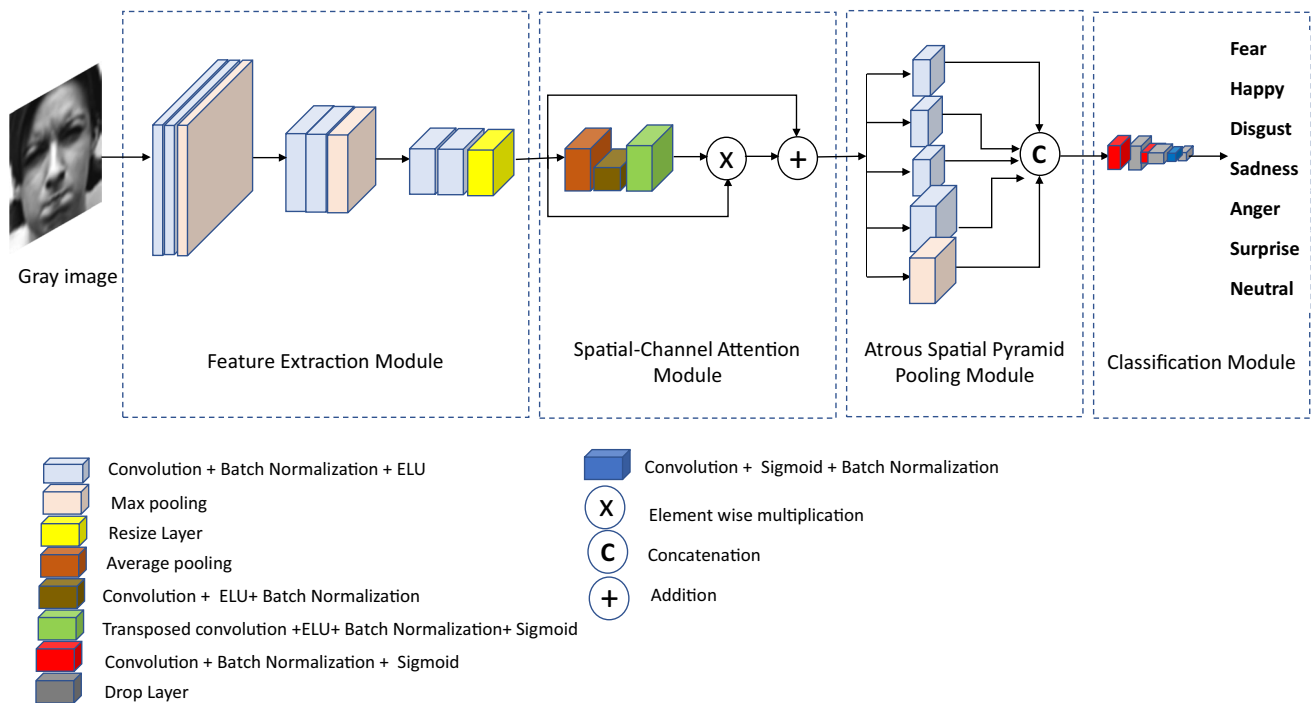 Gray image
Feature Extraction Module
Spatial-Channel Attention
Module
X
+
Atrous Spatial Pyramid
Pooling Module
C
Classification Module
Fear
Happy
Disgust
Sadness
Anger
Surprise
Neutral
Convolution + Batch Normalization + ELU
Max pooling
Resize Layer
Average pooling
Convolution + ELU+ Batch Normalization
Transposed convolution +ELU+ Batch Normalization+ Sigmoid
Convolution + Batch Normalization + Sigmoid
Drop Layer
Convolution + Sigmoid + Batch Normalization
X Element wise multiplication
C Concatenation
+ Addition